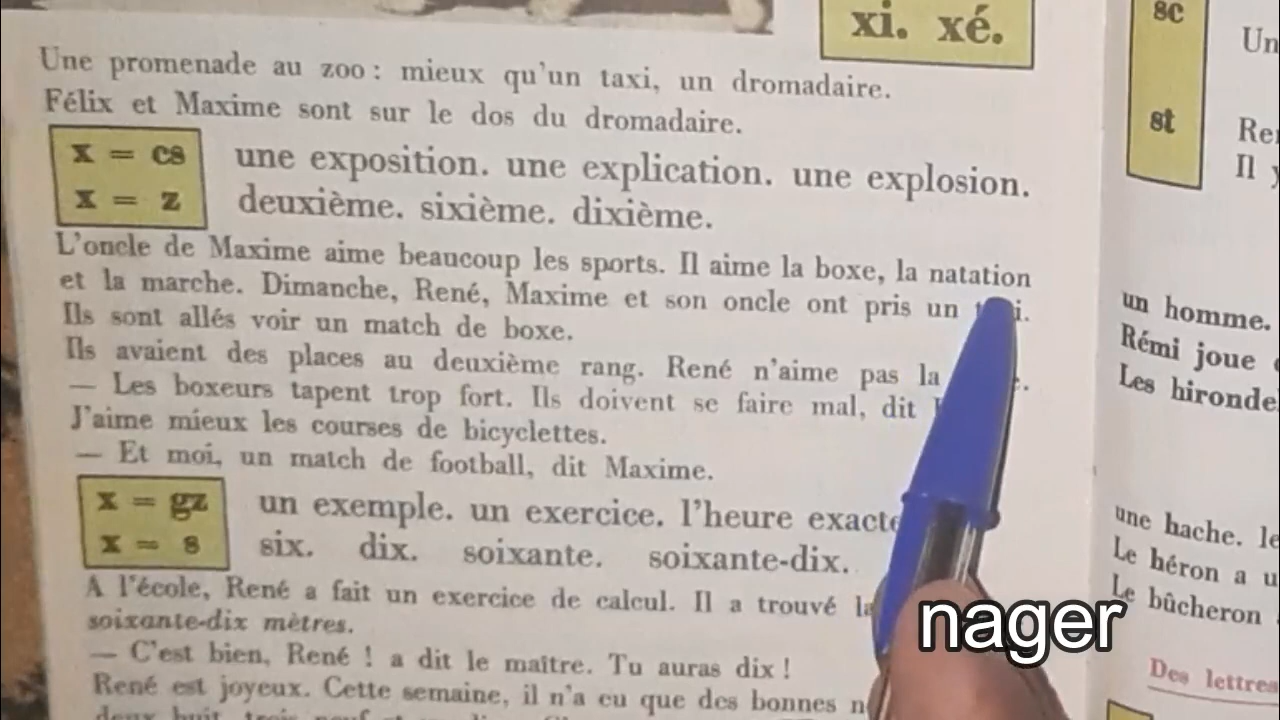 xi. xé.
Une promenade au zoo : mieux qu'un taxi, un dromadaire.
Félix et Maxime sont sur le dos du dromadaire.
x = cs
x = z
une exposition. une explication. une explosion.
deuxième. sixième. dixième.
L'oncle de Maxime aime beaucoup les sports. Il aime la boxe, la natation
et la marche. Dimanche, René, Maxime et son oncle ont pris un
Ils sont allés voir un match de boxe.
Ils avaient des places au deuxième rang. René n'aime pas la
— Les boxeurs tapent trop fort. Ils doivent se faire mal, dit
J'aime mieux les courses de bicyclettes.
— Et moi, un match de football, dit Maxime.
x = gz
x = s
un exemple. un exercice. l'heure exacte
six. dix. soixante. soixante-dix.
A l'école, René a fait un exercice de calcul. Il a trouvé
soixante-dix mètres.
— C'est bien, René ! a dit le maître. Tu auras dix !
René est joyeux. Cette semaine, il n'a eu que des bonnes
nager
sc
Un
st
Il
un homme.
Rémi joue
Les
une hache.
Le héron a
Le bûcheron
Des lettres